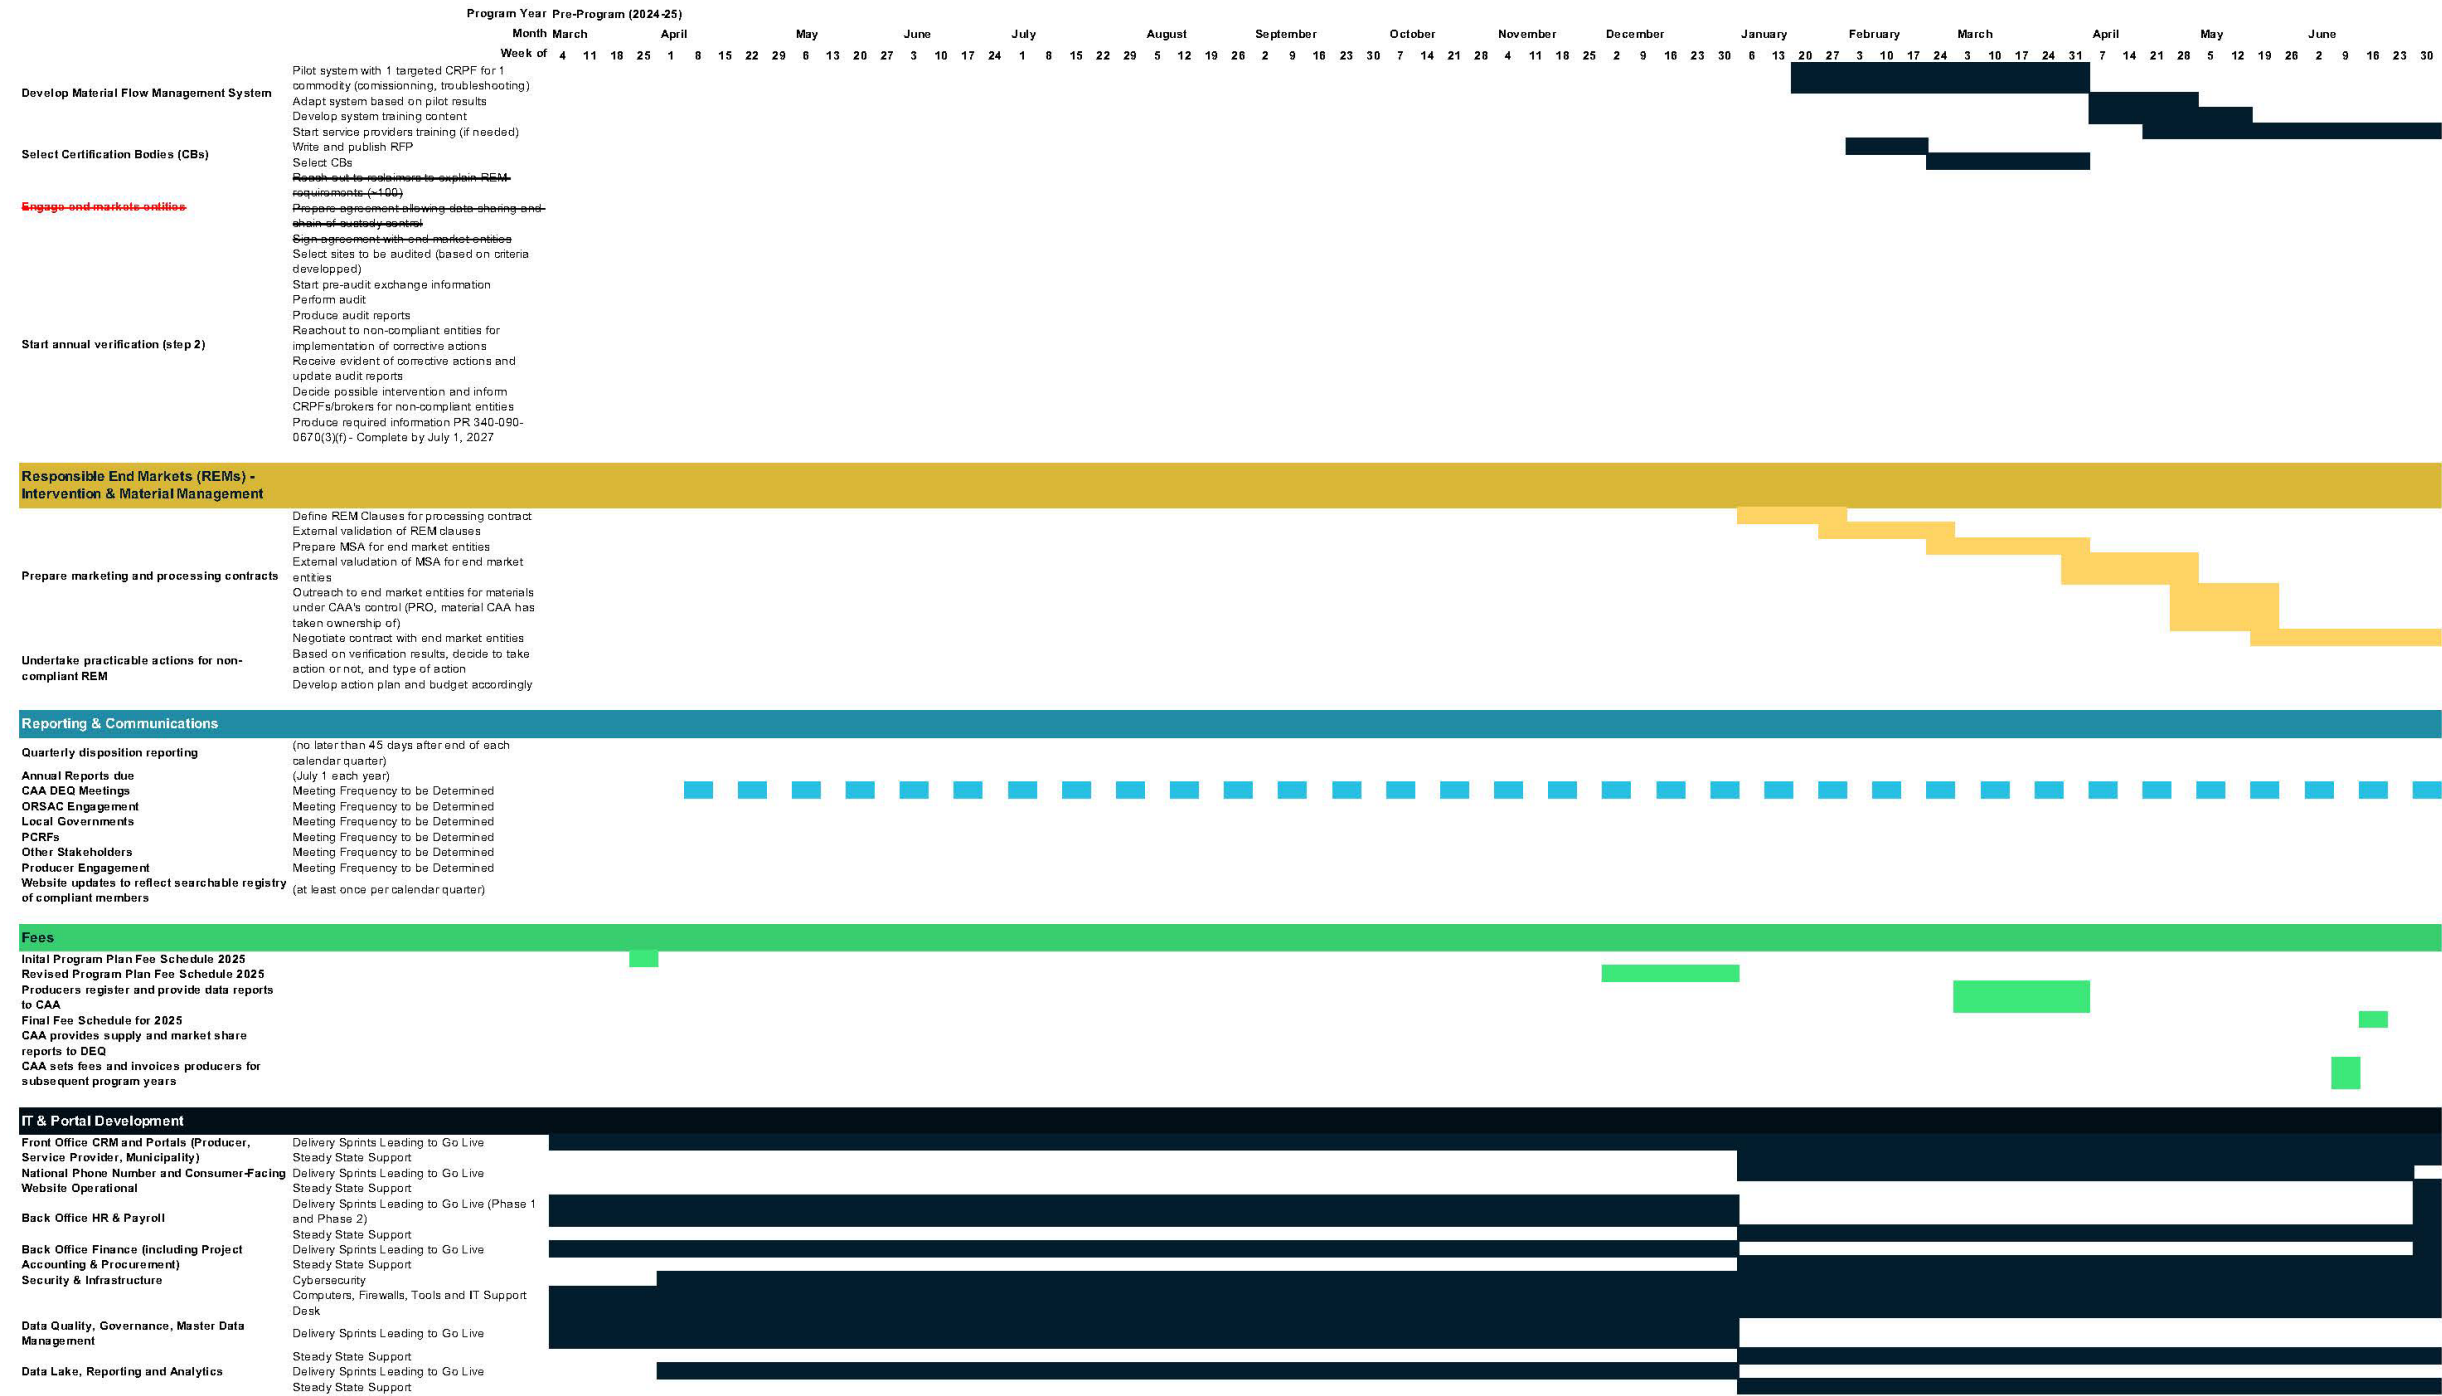 Program Year Pre-Program (2024-25)
Month March April May June July August September October November December January February March April May June
Week of 4 11 18 25 1 8 15 22 29 6 13 20 27 3 10 17 24 1 8 15 22 29 5 12 19 26 2 9 16 23 30 7 14 21 28 4 11 18 25 2 9 16 23 30 6 13 20 27 3 10 17 24 3 10 17 24 31 7 14 21 28 5 12 19 26 2 9 16 23 30
Develop Material Flow Management System
Pilot system with 1 targeted CRPF for 1
commodity (comissionning, troubleshooting)
Adapt system based on pilot results
Develop system training content
Start service providers training (if needed)
Select Certification Bodies (CBs)
Write and publish RFP
Select CBs
Engage end markets entities
Reach out to reclaimers to explain REM
requirements (~100)
Prepare agreement allowing data sharing and
chain of custody control
Sign agreement with end market entities
Start annual verification (step 2)
Select sites to be audited (based on criteria
developped)
Start pre-audit exchange information
Perform audit
Produce audit reports
Reachout to non-compliant entities for
implementation of corrective actions
Receive evident of corrective actions and
update audit reports
Decide possible intervention and inform
CRPFs/brokers for non-compliant entities
Produce required information PR 340-090-
0670(3)(f) - Complete by July 1, 2027
Responsible End Markets (REMs) -
Intervention & Material Management
Prepare marketing and processing contracts
Define REM Clauses for processing contract
External validation of REM clauses
Prepare MSA for end market entities
External valudation of MSA for end market
entities
Outreach to end market entities for materials
under CAA's control (PRO, material CAA has
taken ownership of)
Negotiate contract with end market entities
Undertake practicable actions for non-
compliant REM
Based on verification results, decide to take
action or not, and type of action
Develop action plan and budget accordingly
Reporting & Communications
Quarterly disposition reporting
(no later than 45 days after end of each
calendar quarter)
Annual Reports due (July 1 each year)
CAA DEQ Meetings Meeting Frequency to be Determined
ORSAC Engagement Meeting Frequency to be Determined
Local Governments Meeting Frequency to be Determined
PCRFs Meeting Frequency to be Determined
Other Stakeholders Meeting Frequency to be Determined
Producer Engagement Meeting Frequency to be Determined
Website updates to reflect searchable registry
of compliant members
(at least once per calendar quarter)
Fees
Inital Program Plan Fee Schedule 2025
Revised Program Plan Fee Schedule 2025
Producers register and provide data reports
to CAA
Final Fee Schedule for 2025
CAA provides supply and market share
reports to DEQ
CAA sets fees and invoices producers for
subsequent program years
IT & Portal Development
Front Office CRM and Portals (Producer,
Service Provider, Municipality)
Delivery Sprints Leading to Go Live
Steady State Support
National Phone Number and Consumer-Facing
Website Operational
Delivery Sprints Leading to Go Live
Steady State Support
Back Office HR & Payroll
Delivery Sprints Leading to Go Live (Phase 1
and Phase 2)
Steady State Support
Back Office Finance (including Project
Accounting & Procurement)
Delivery Sprints Leading to Go Live
Steady State Support
Security & Infrastructure
Cybersecurity
Computers, Firewalls, Tools and IT Support
Desk
Data Quality, Governance, Master Data
Management
Delivery Sprints Leading to Go Live
Steady State Support
Data Lake, Reporting and Analytics
Delivery Sprints Leading to Go Live
Steady State Support